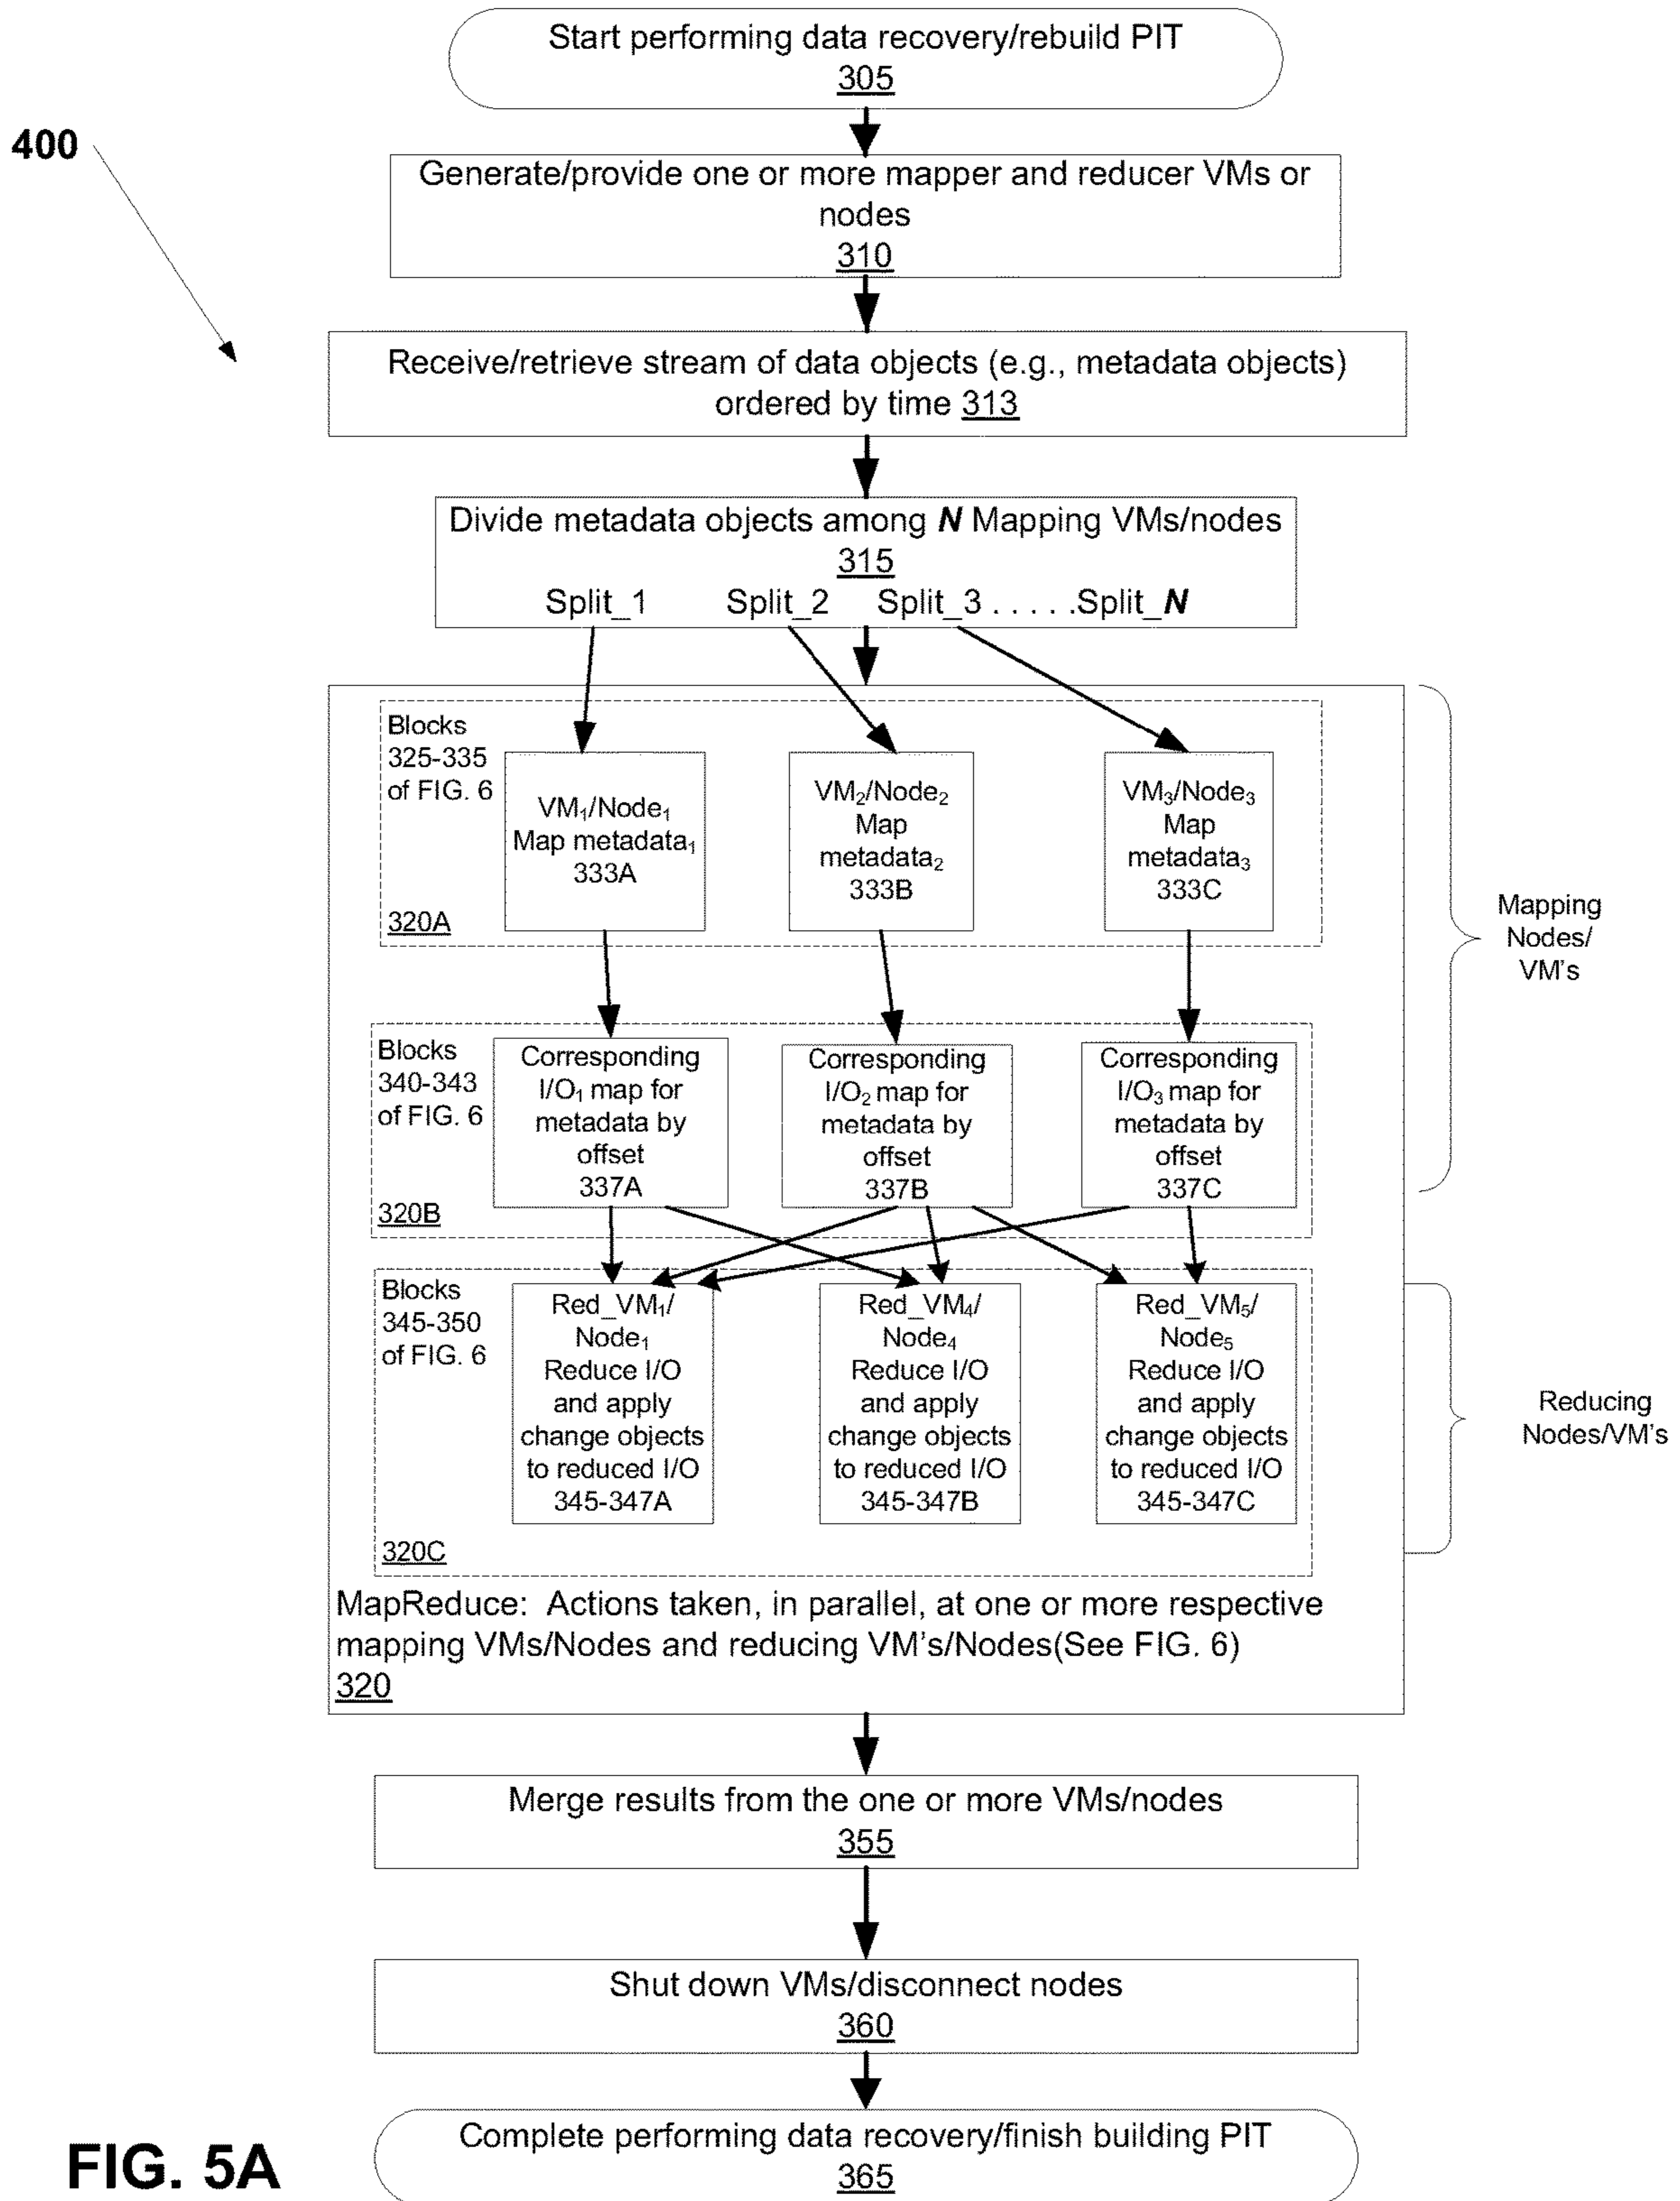 Start performing data recovery/rebuild PIT
305
400
Generate/provide one or more mapper and reducer VMs or
nodes
310
Receive/retrieve stream of data objects (e.g., metadata objects)
ordered by time 313
Divide metadata objects among N Mapping VMs/nodes
315
Split_1 Split_2 Split_3 . . . . .Split_N
Blocks
325-335
of FIG. 6
320A
VM₁/Node₁
Map metadata₁
333A
VM₂/Node₂
Map
metadata₂
333B
VM₃/Node₃
Map
metadata₃
333C
Mapping
Nodes/
VM's
Blocks
340-343
of FIG. 6
320B
Corresponding
I/O₁ map for
metadata by
offset
337A
Corresponding
I/O₂ map for
metadata by
offset
337B
Corresponding
I/O₃ map for
metadata by
offset
337C
Blocks
345-350
of FIG. 6
320C
Red_VM₁/
Node₁
Reduce I/O
and apply
change objects
to reduced I/O
345-347A
Red_VM₄/
Node₄
Reduce I/O
and apply
change objects
to reduced I/O
345-347B
Red_VM₅/
Node₅
Reduce I/O
and apply
change objects
to reduced I/O
345-347C
Reducing
Nodes/VM's
MapReduce: Actions taken, in parallel, at one or more respective
mapping VMs/Nodes and reducing VM's/Nodes(See FIG. 6)
320
Merge results from the one or more VMs/nodes
355
Shut down VMs/disconnect nodes
360
Complete performing data recovery/finish building PIT
365
FIG. 5A